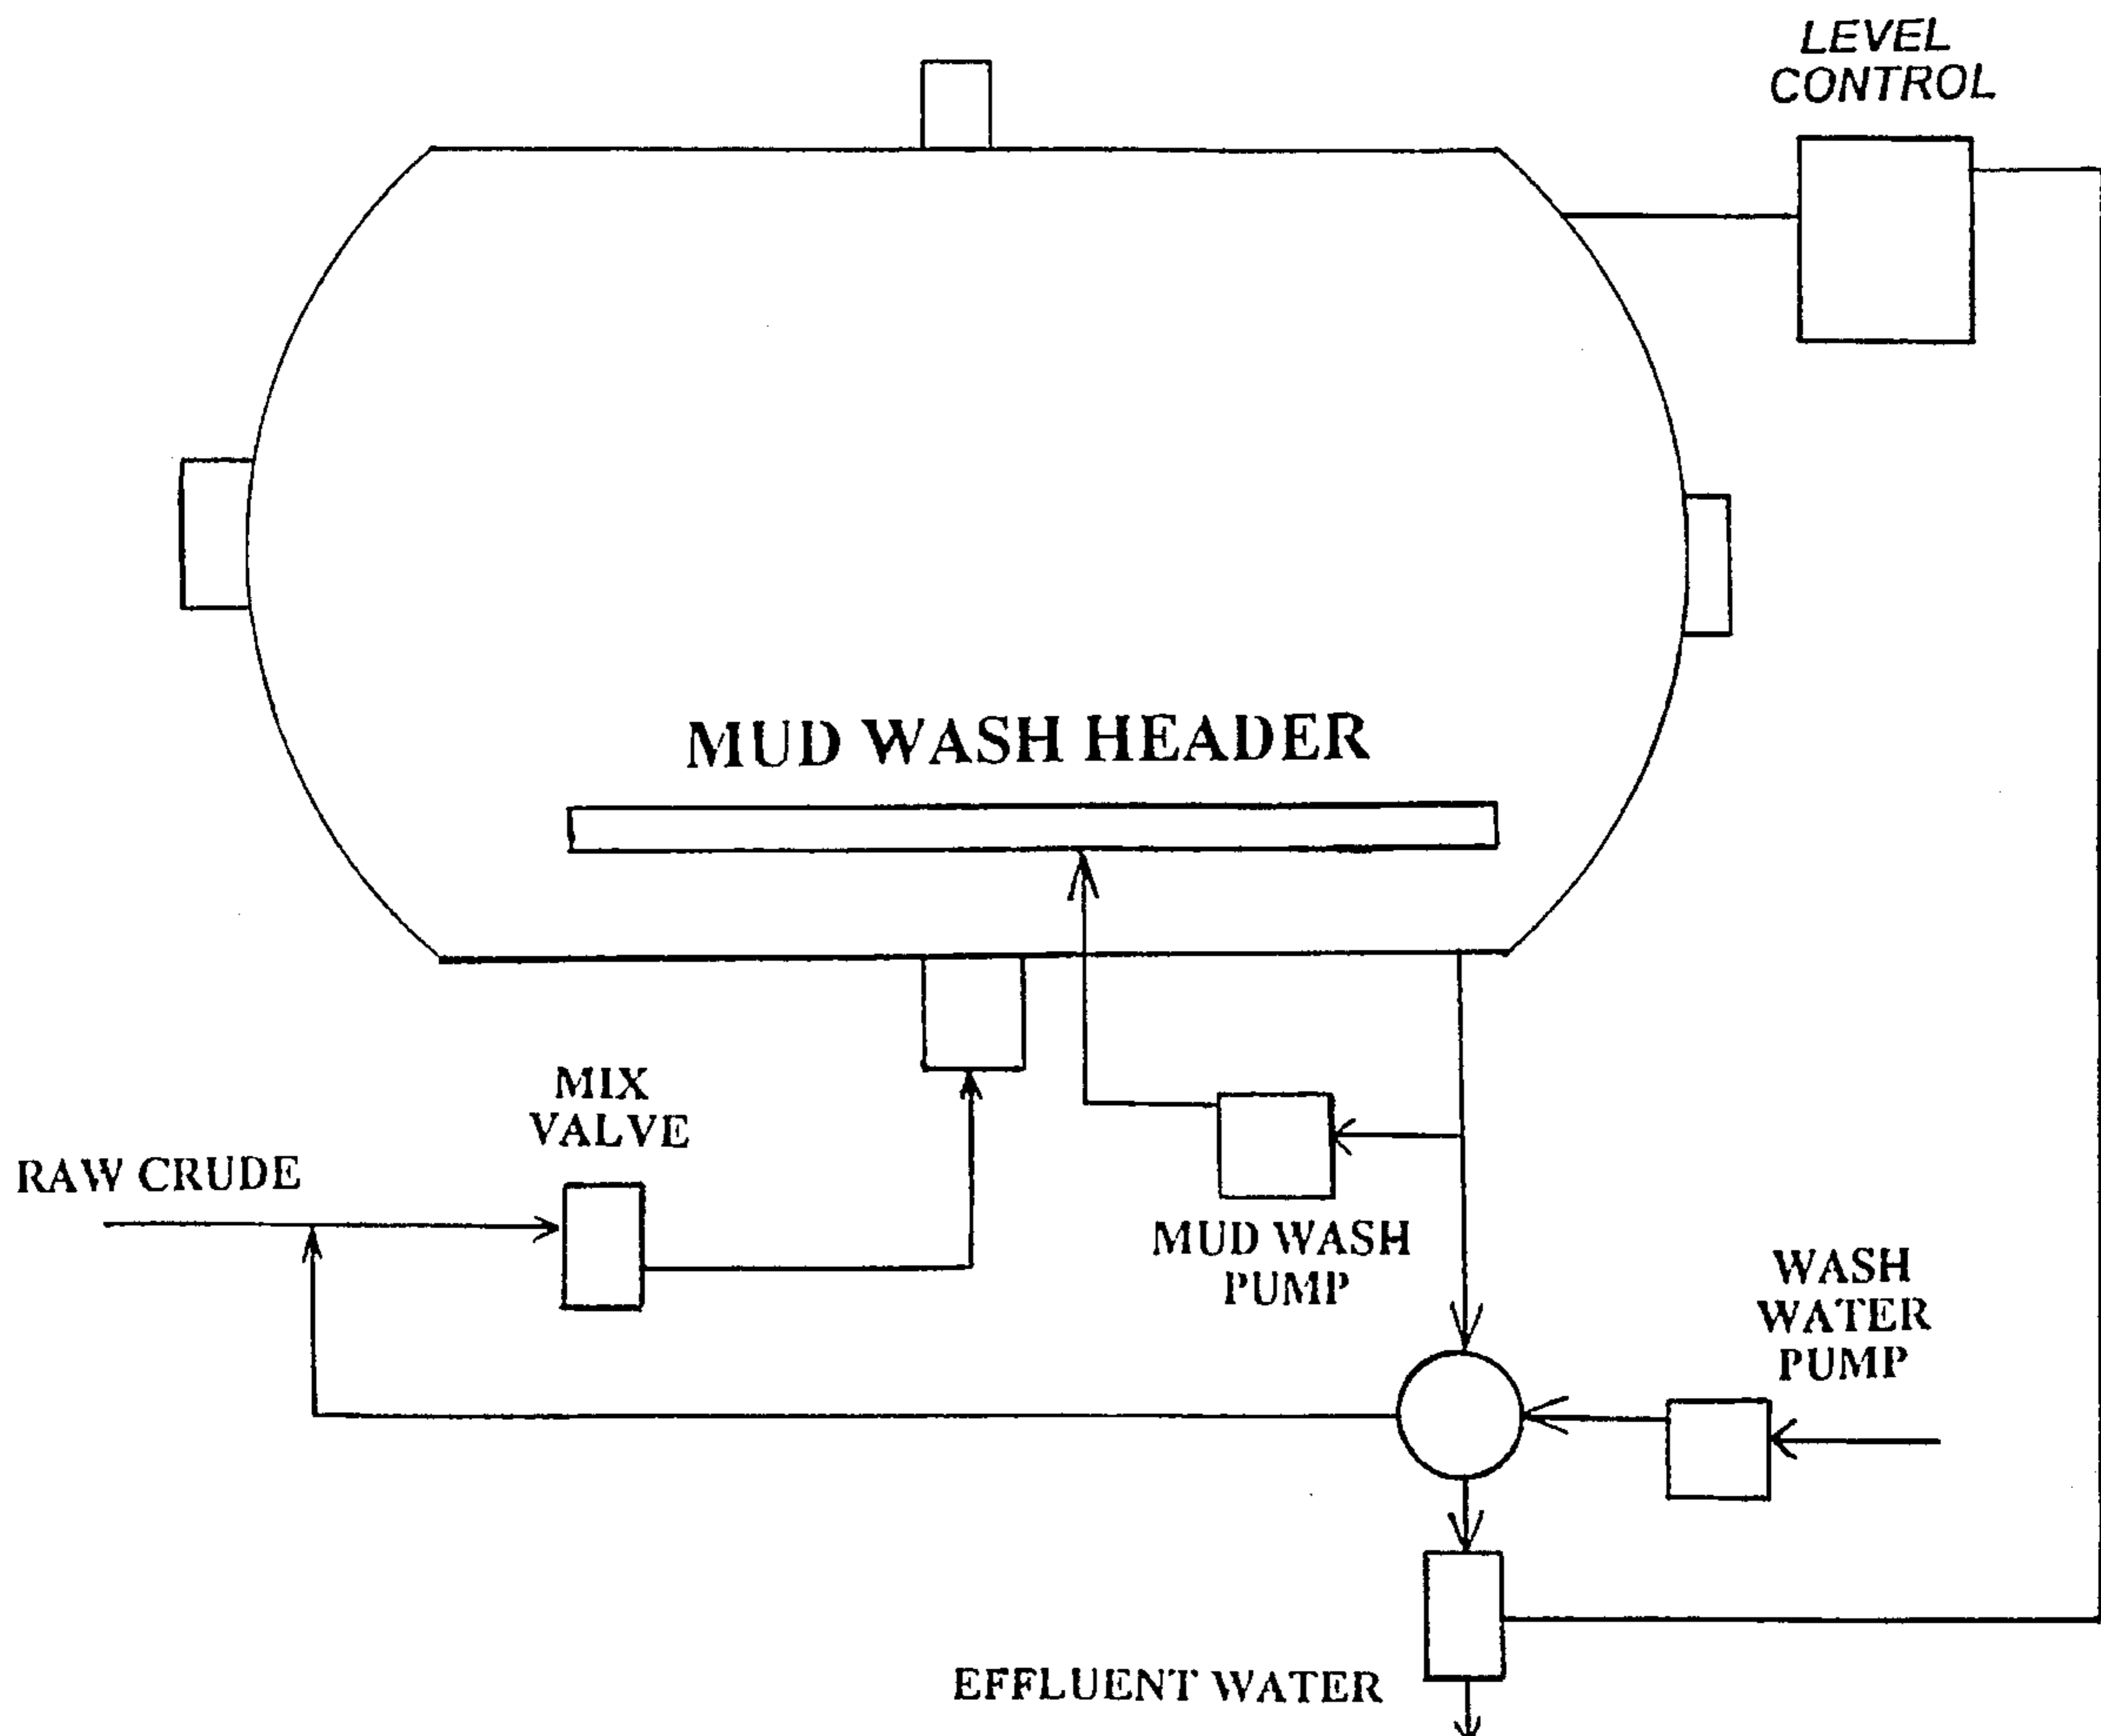 LEVEL
CONTROL
MUD WASH HEADER
MIX
VALVE
RAW CRUDE
MUD WASH
PUMP
WASH
WATER
PUMP
EFFLUENT WATER